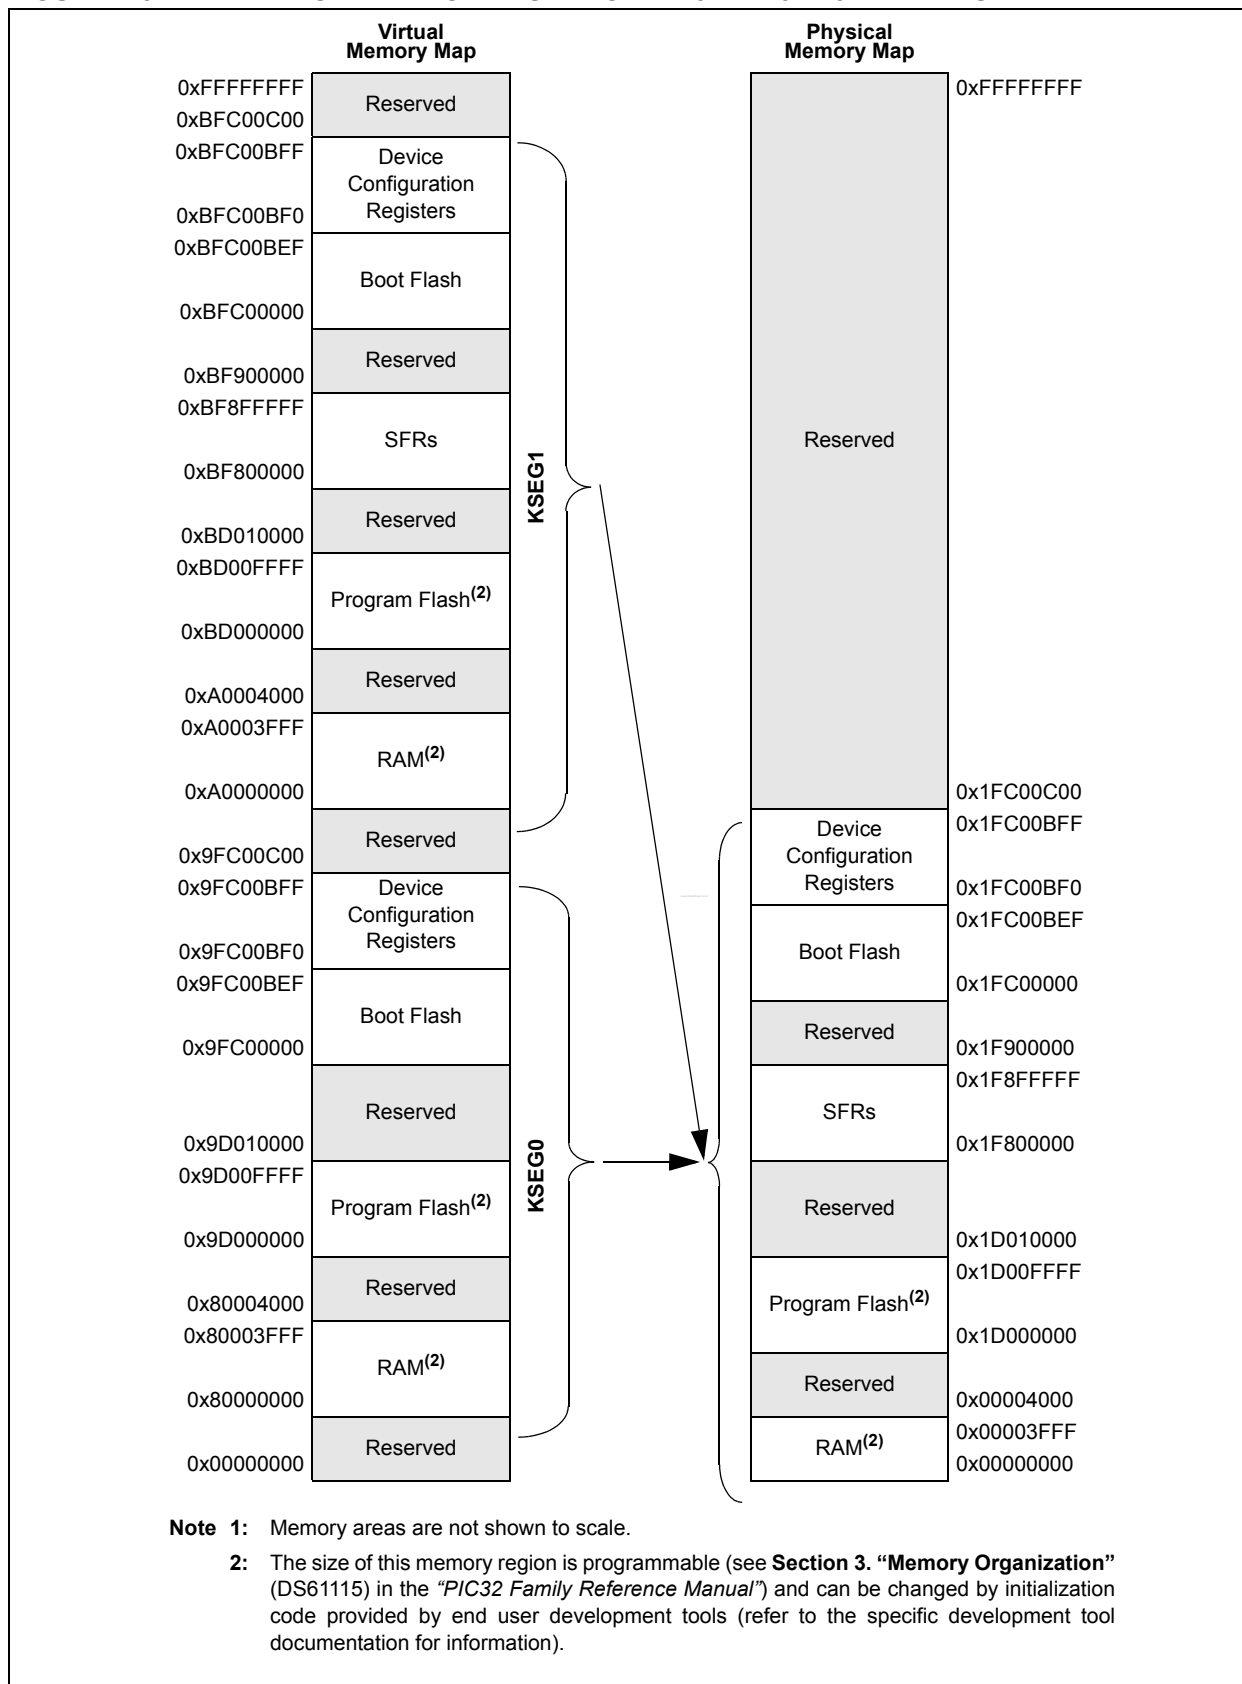 Virtual
Memory Map
Physical
Memory Map
0xFFFFFFFF
Reserved
0xBFC00C00
0xBFC00BFF
Device
Configuration
Registers
0xBFC00BF0
0xBFC00BEF
Boot Flash
0xBFC00000
Reserved
0xBF900000
0xBF8FFFFF
SFRs
0xBF800000
Reserved
0xBD010000
0xBD00FFFF
Program Flash(2)
0xBD000000
Reserved
0xA0004000
0xA0003FFF
RAM(2)
0xA0000000
Reserved
0x9FC00C00
0x9FC00BFF
Device
Configuration
Registers
0x9FC00BF0
0x9FC00BEF
Boot Flash
0x9FC00000
Reserved
0x9D010000
0x9D00FFFF
Program Flash(2)
0x9D000000
Reserved
0x80004000
0x80003FFF
RAM(2)
0x80000000
Reserved
0x00000000
KSEG1
KSEG0
0xFFFFFFFF
Reserved
0x1FC00C00
0x1FC00BFF
Device
Configuration
Registers
0x1FC00BF0
0x1FC00BEF
Boot Flash
0x1FC00000
Reserved
0x1F900000
0x1F8FFFFF
SFRs
0x1F800000
Reserved
0x1D010000
0x1D00FFFF
Program Flash(2)
0x1D000000
Reserved
0x00004000
0x00003FFF
RAM(2)
0x00000000
Note 1: Memory areas are not shown to scale.
2: The size of this memory region is programmable (see Section 3. “Memory Organization”
(DS61115) in the “PIC32 Family Reference Manual”) and can be changed by initialization
code provided by end user development tools (refer to the specific development tool
documentation for information).